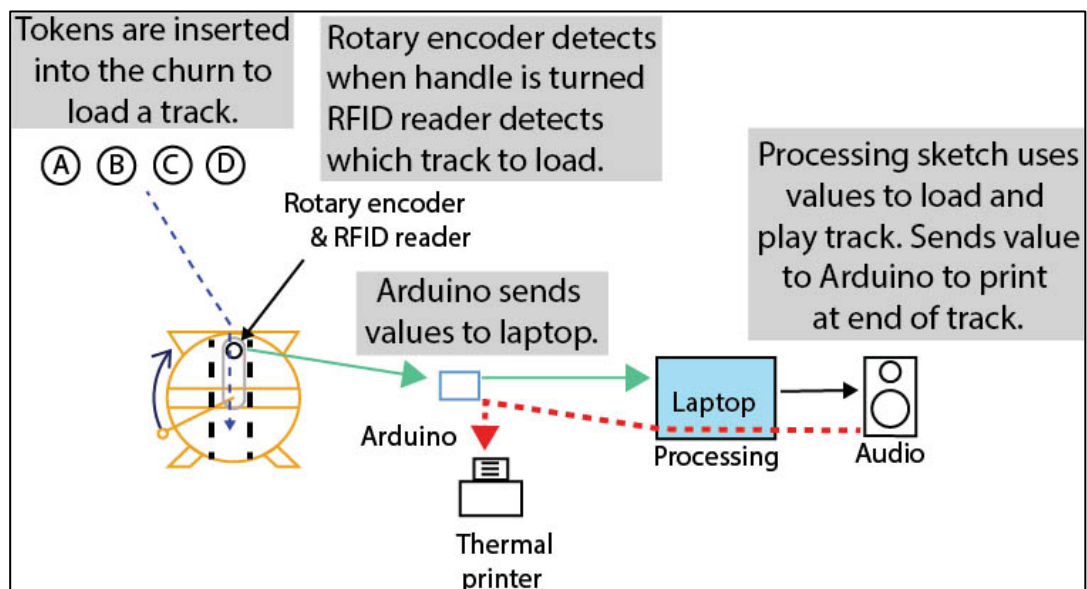 Tokens are inserted
into the churn to
load a track.
A B C D
Rotary encoder detects
when handle is turned
RFID reader detects
which track to load.
Rotary encoder
& RFID reader
Processing sketch uses
values to load and
play track. Sends value
to Arduino to print
at end of track.
Arduino sends
values to laptop.
Arduino
Laptop
Processing
Audio
Thermal
printer